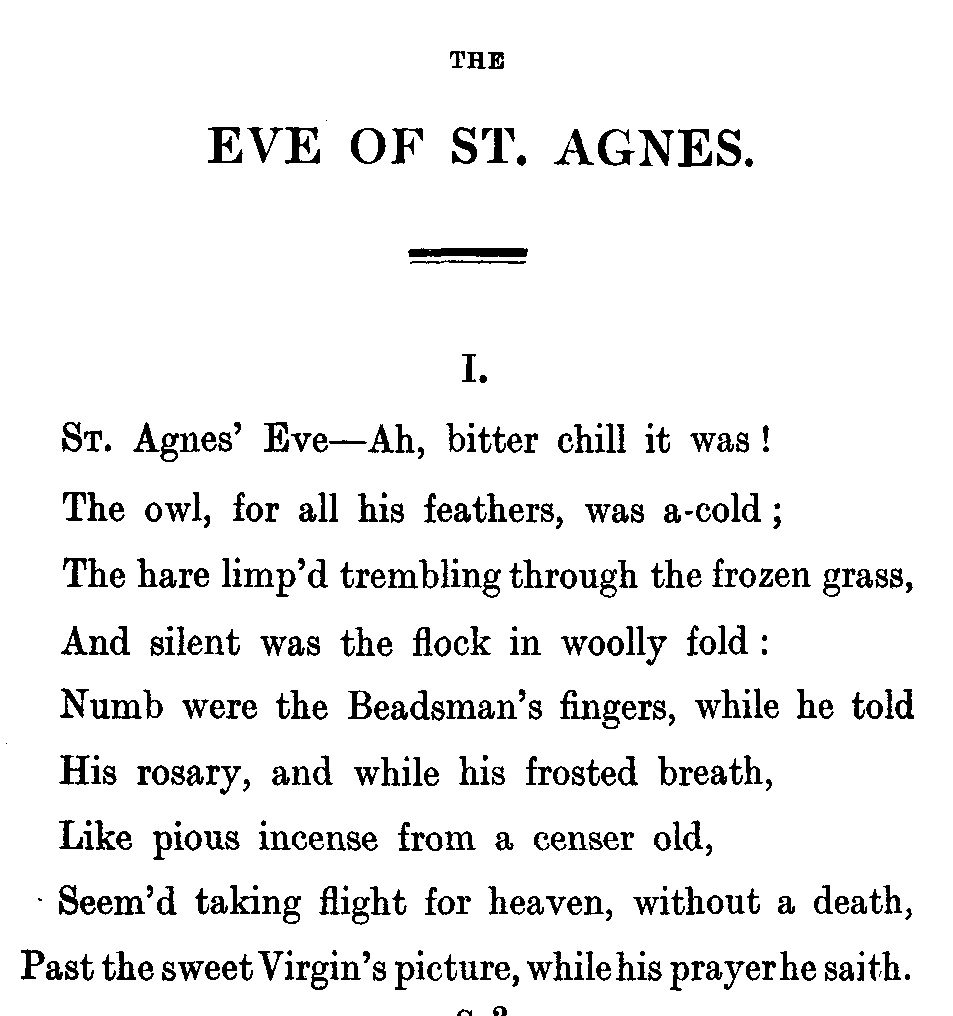 THE
EVE OF ST. AGNES.
I.
ST. Agnes’ Eve—Ah, bitter chill it was !
The owl, for all his feathers, was a-cold ;
The hare limp’d trembling through the frozen grass,
And silent was the flock in woolly fold :
Numb were the Beadsman’s fingers, while he told
His rosary, and while his frosted breath,
Like pious incense from a censer old,
Seem’d taking flight for heaven, without a death,
Past the sweet Virgin’s picture, while his prayer he saith.